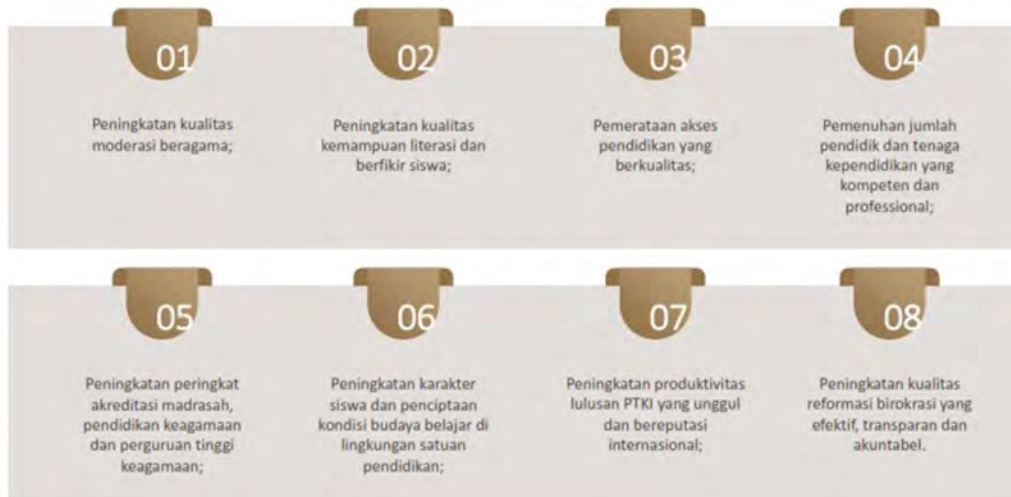 01
Peningkatan kualitas
moderasi beragama;
02
Peningkatan kualitas
kemampuan literasi dan
berfikir siswa;
03
Pemerataan akses
pendidikan yang
berkualitas;
04
Pemenuhan jumlah
pendidik dan tenaga
kependidikan yang
kompeten dan
professional;
05
Peningkatan peringkat
akreditasi madrasah,
pendidikan keagamaan
dan perguruan tinggi
keagamaan;
06
Peningkatan karakter
siswa dan penciptaan
kondisi budaya belajar di
lingkungan satuan
pendidikan;
07
Peningkatan produktivitas
lulusan PTKI yang unggul
dan bereputasi
internasional;
08
Peningkatan kualitas
reformasi birokrasi yang
efektif, transparan dan
akuntabel.